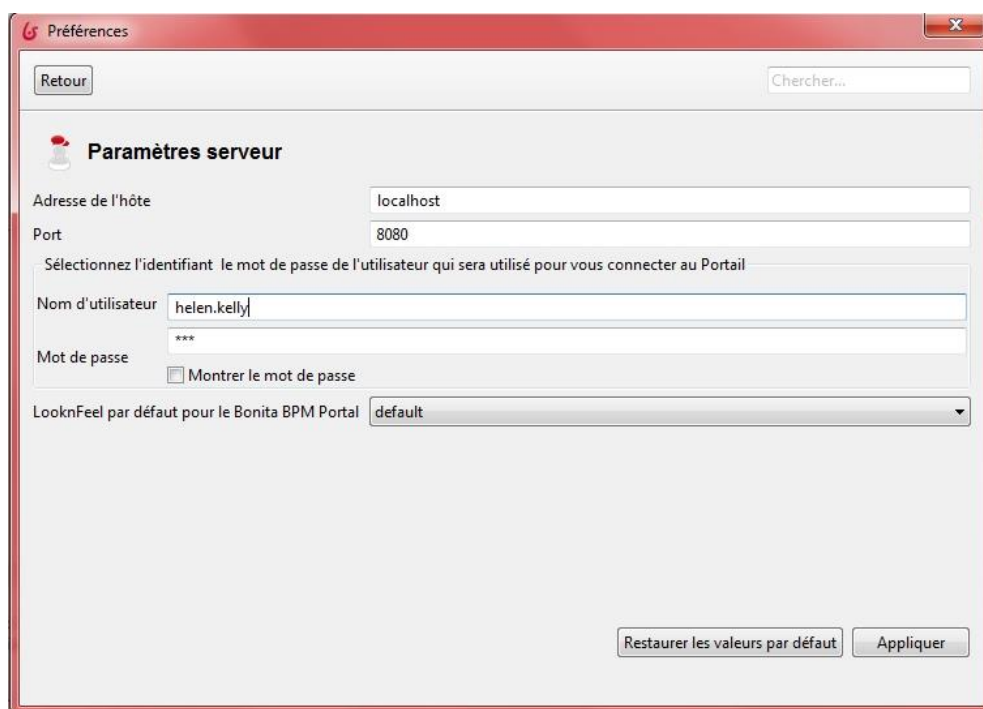 Préférences
Retour
Chercher...
Paramètres serveur
Adresse de l'hôte localhost
Port 8080
Sélectionnez l'identifiant  le mot de passe de l'utilisateur qui sera utilisé pour vous connecter au Portail
Nom d'utilisateur helen.kelly
***
Mot de passe
Montrer le mot de passe
LooknFeel par défaut pour le Bonita BPM Portal default
Restaurer les valeurs par défaut
Appliquer